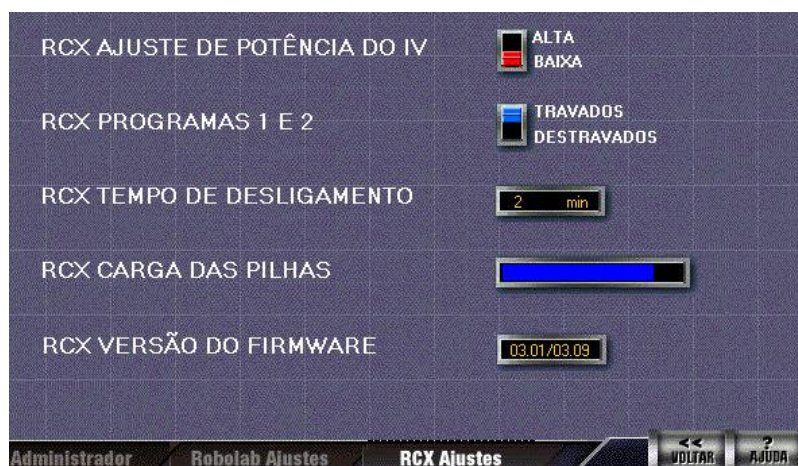 RCX AJUSTE DE POTÊNCIA DO IV
ALTA
BAIXA
RCX PROGRAMAS 1 E 2
TRAVADOS
DESTRAVADOS
RCX TEMPO DE DESLIGAMENTO
2 min
RCX CARGA DAS PILHAS
RCX VERSÃO DO FIRMWARE
03.01/03.09
Administrador
Robolab Ajustes
RCX Ajustes
<<
VOLTAR
?
AJUDA